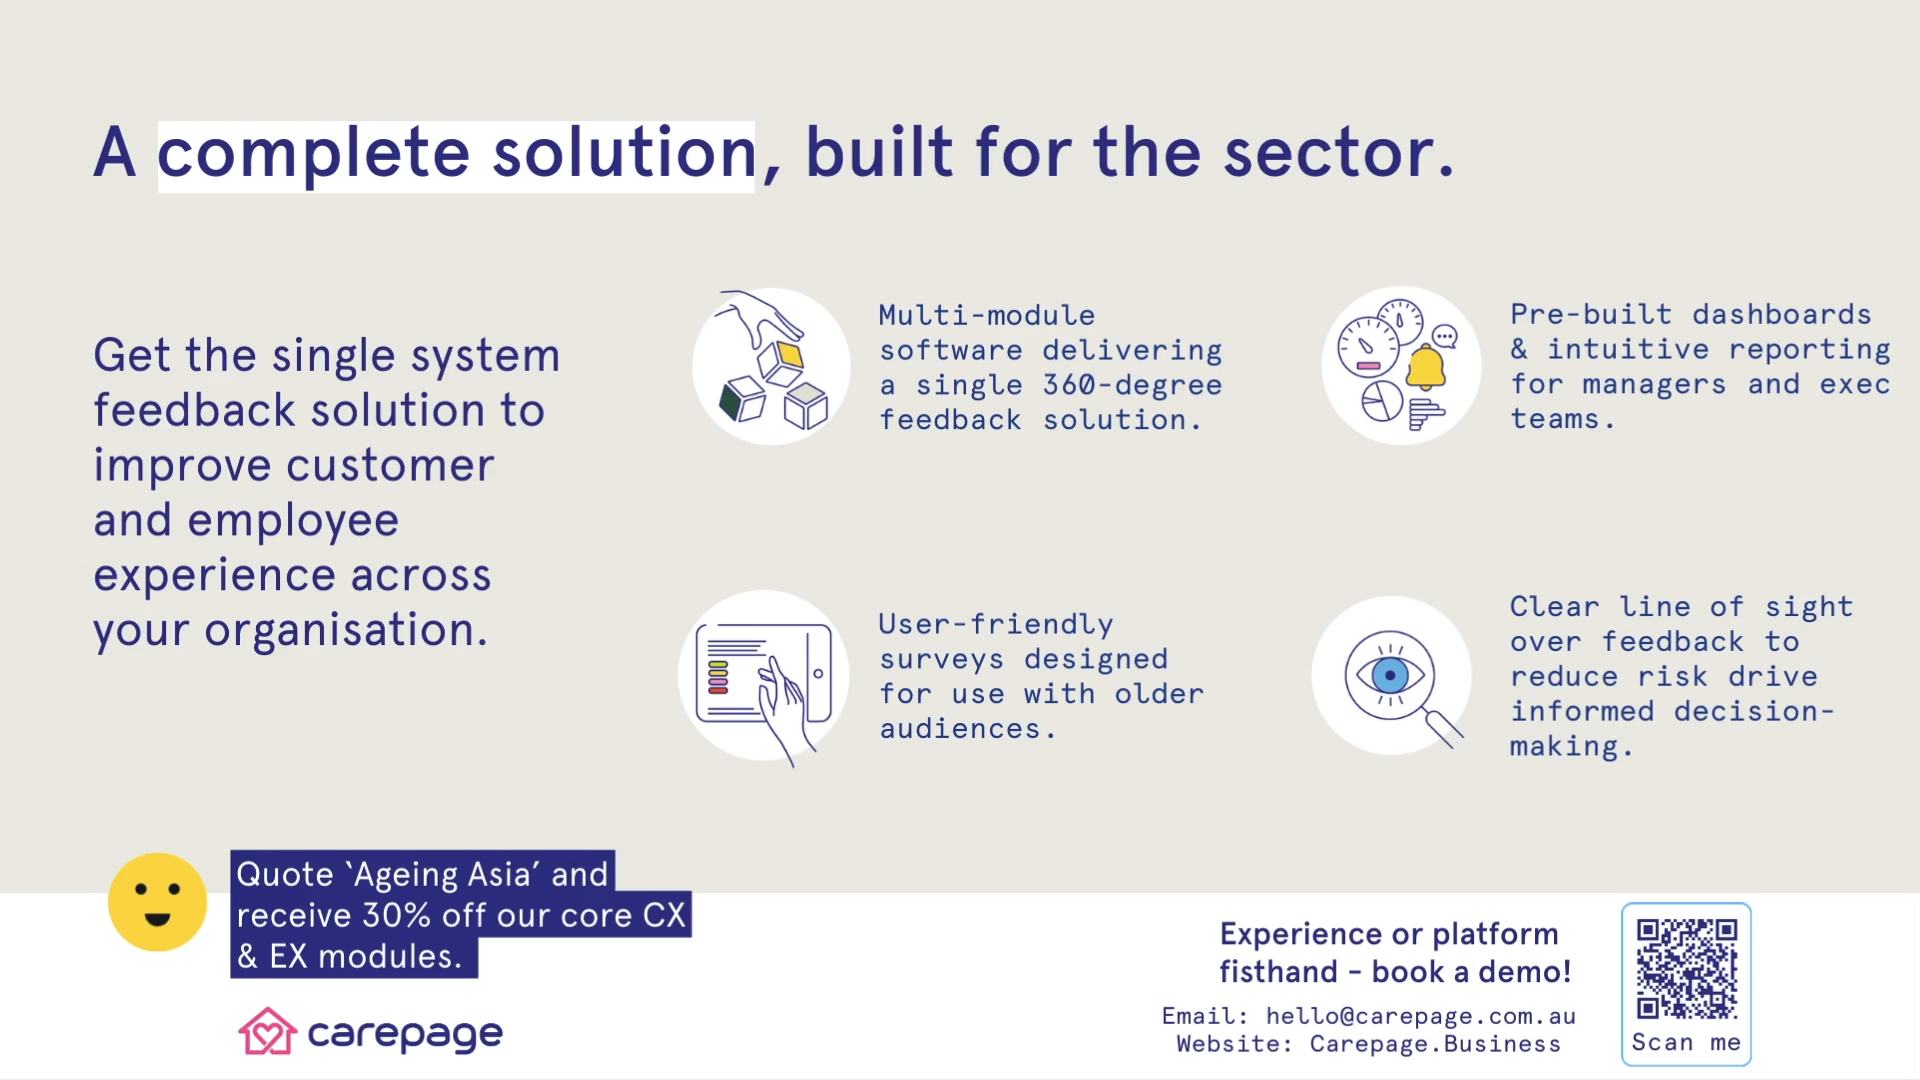 A complete solution, built for the sector.
Get the single system
feedback solution to
improve customer
and employee
experience across
your organisation.
Multi-module
software delivering
a single 360-degree
feedback solution.
Pre-built dashboards
& intuitive reporting
for managers and exec
teams.
User-friendly
surveys designed
for use with older
audiences.
Clear line of sight
over feedback to
reduce risk drive
informed decision-
making.
Quote ‘Ageing Asia’ and
receive 30% off our core CX
& EX modules.
carepage
Experience or platform
fisthand - book a demo!
Email: hello@carepage.com.au
Website: Carepage.Business
Scan me